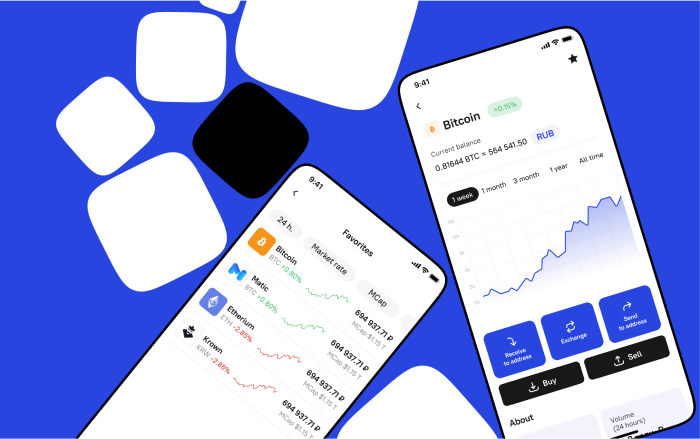 9:41
Favorites
24 h.
Market rate
MCap
Bitcoin
BTC +0.80%
694 937.71 ₽
MCap $1.15 T
Matic
BTC +0.80%
694 937.71 ₽
MCap $1.15 T
Etherium
ETH -2.85%
694 937.71 ₽
MCap $1.15 T
Krown
KRW -2.85%
694 937.71 ₽
MCap $1.15 T
9:41
Bitcoin
+0.15%
Current balance
0.81644 BTC = 564 541.50
RUB
1 week
1 month
3 month
1 year
All time
Receive
to address
Exchange
Send
to address
Buy
Sell
About
Volume
(24 hours)